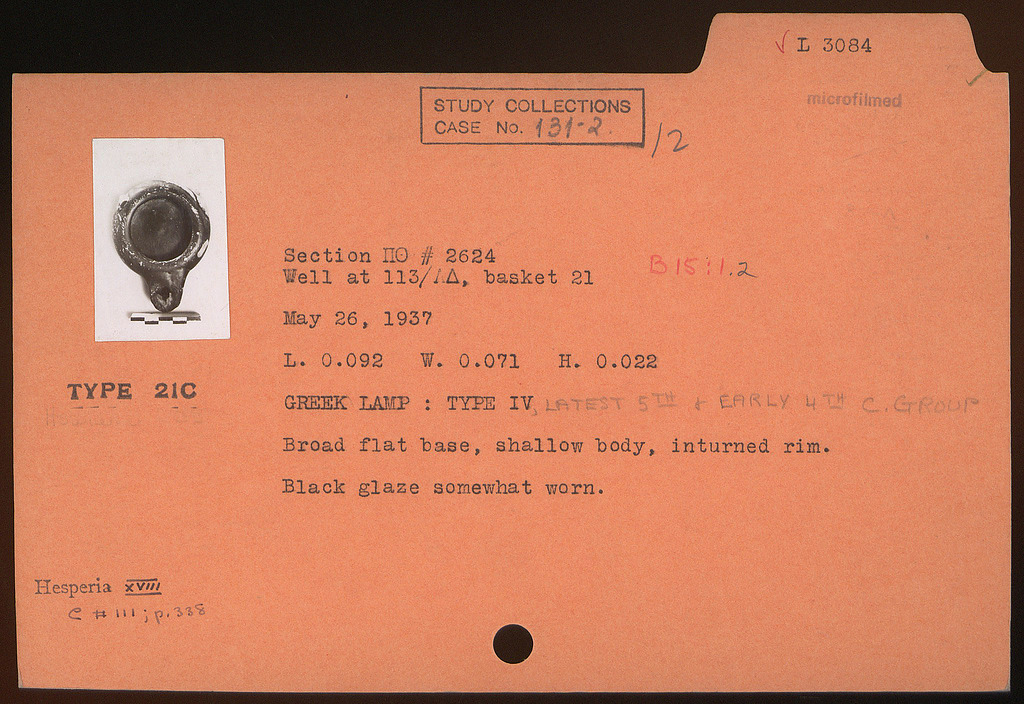 √ L 3084
microfilmed
STUDY COLLECTIONS
CASE No. 131-2
/2
Section ΠΘ # 2624
Well at 113/ΛΔ, basket 21
B 15:1.2
May 26, 1937
L. 0.092 W. 0.071 H. 0.022
TYPE 21C
GREEK LAMP : TYPE IV, LATEST 5TH & EARLY 4TH C. GROUP
Broad flat base, shallow body, inturned rim.
Black glaze somewhat worn.
Hesperia XVIII
C # 111; p.338